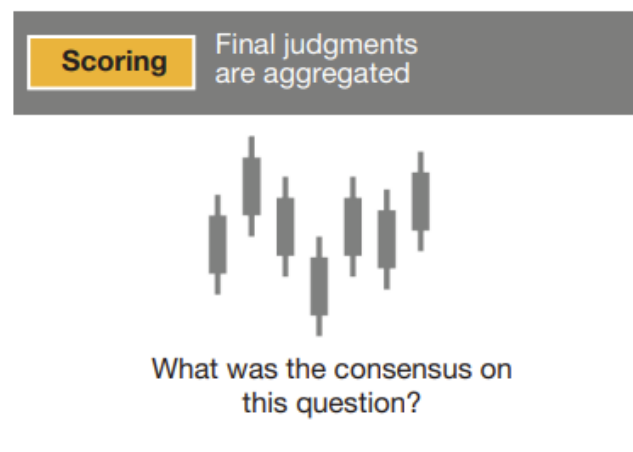 Scoring
Final judgments
are aggregated
What was the consensus on
this question?